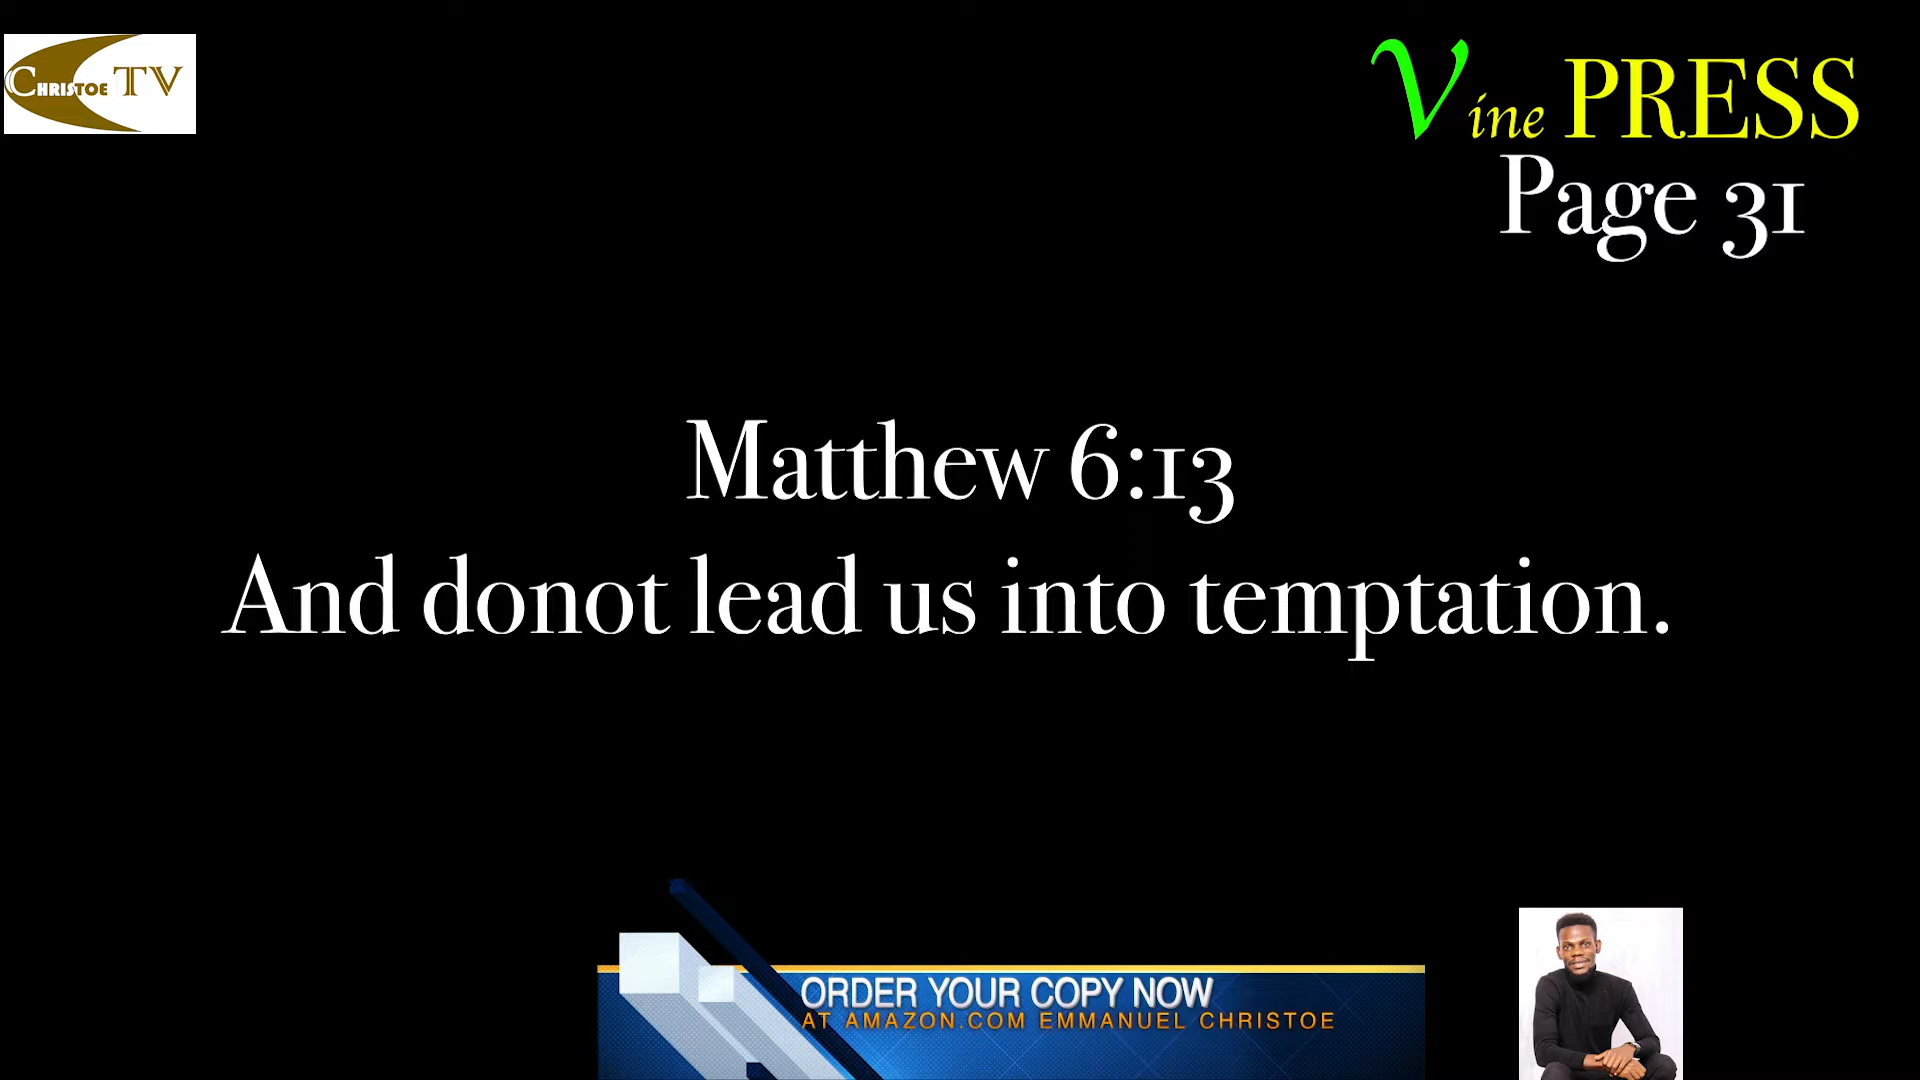 CHRISTOE TV
Vine PRESS
Page 31
Matthew 6:13
And donot lead us into temptation.
ORDER YOUR COPY NOW
AT AMAZON.COM EMMANUEL CHRISTOE